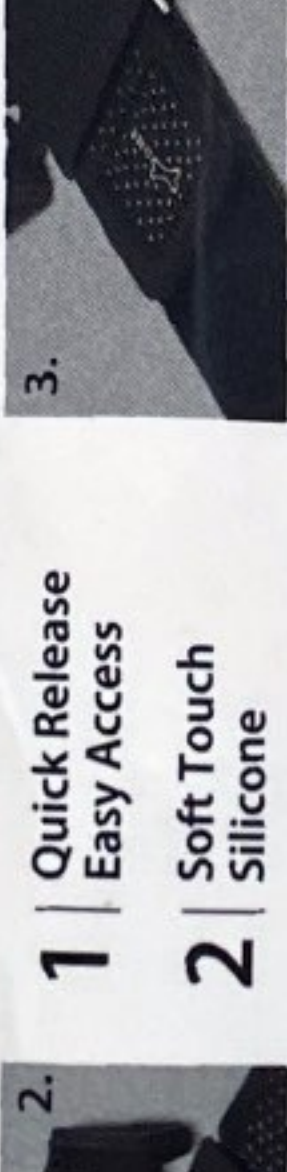 1 Quick Release
Easy Access
2 Soft Touch
Silicone
2.
3.